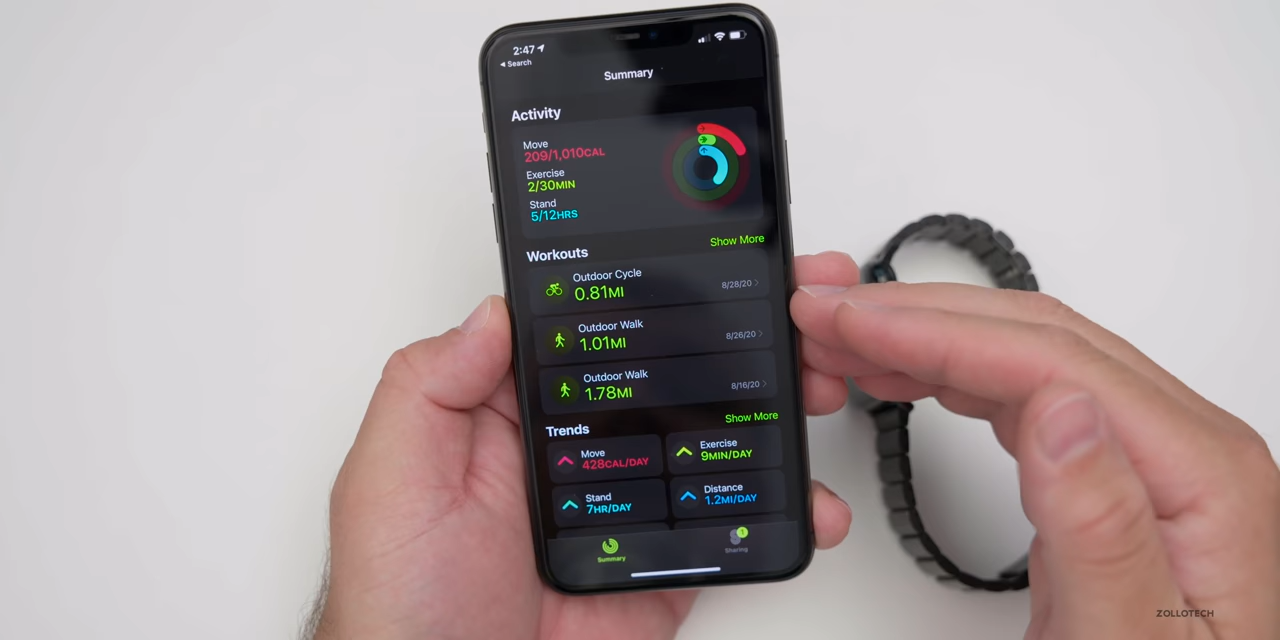 2:47
Search
Summary
Activity
Move
209/1,010CAL
Exercise
2/30MIN
Stand
5/12HRS
Workouts
Show More
Outdoor Cycle
0.81MI
8/28/20
Outdoor Walk
1.01MI
8/26/20
Outdoor Walk
1.78MI
8/16/20
Trends
Show More
Move
428CAL/DAY
Exercise
9MIN/DAY
Stand
7HR/DAY
Distance
1.2MI/DAY
Summary
1
Sharing
ZOLLOTECH